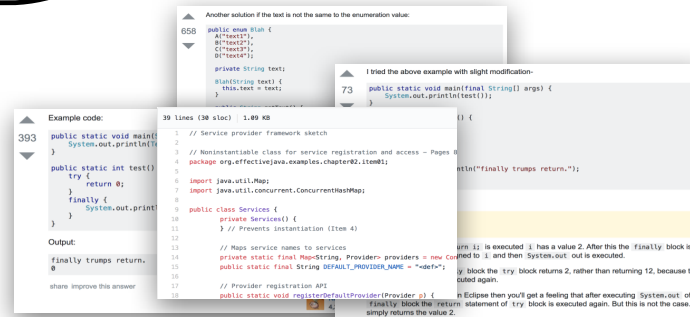 Another solution if the text is not the same to the enumeration value:
658
public enum Blah {
A("text1"),
B("text2"),
C("text3"),
D("text4");
private String text;
Blah(String text) {
this.text = text;
}
I tried the above example with slight modification-
73
public static void main(final String[] args) {
System.out.println(test());
}
() {
ntln("finally trumps return.");
urn i; is executed i has a value 2. After this the finally block is
ned to i and then System.out out is executed.
y block the try block returns 2, rather than returning 12, because t
cuted again.
n Eclipse then you'll get a feeling that after executing System.out of
finally block the return statement of try block is executed again. But this is not the case.
simply returns the value 2.
Example code:
393
public static void main(S
System.out.println(T
}
public static int test()
try {
return 0;
}
finally {
System.out.print
}
}
Output:
finally trumps return.
0
share improve this answer
39 lines (30 sloc) 1.09 KB
1 // Service provider framework sketch
2
3 // Noninstantiable class for service registration and access - Pages 8
4 package org.effectivejava.examples.chapter02.item01;
5
6 import java.util.Map;
7 import java.util.concurrent.ConcurrentHashMap;
8
9 public class Services {
10 private Services() {
11 } // Prevents instantiation (Item 4)
12
13 // Maps service names to services
14 private static final Map<String, Provider> providers = new Con
15 public static final String DEFAULT_PROVIDER_NAME = "<def>";
16
17 // Provider registration API
18 public static void registerDefaultProvider(Provider p) {